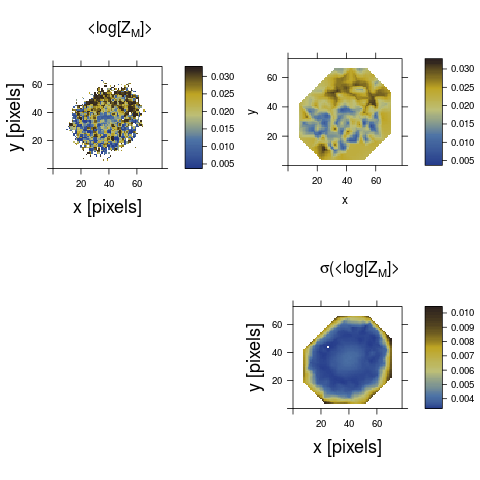 <log[Z_M]>
60
40
20
20 40 60
x [pixels]
y [pixels]
0.030
0.025
0.020
0.015
0.010
0.005
60
40
20
20 40 60
x
y
0.030
0.025
0.020
0.015
0.010
0.005
σ(<log[Z_M]>
60
40
20
20 40 60
x [pixels]
y [pixels]
0.010
0.009
0.008
0.007
0.006
0.005
0.004